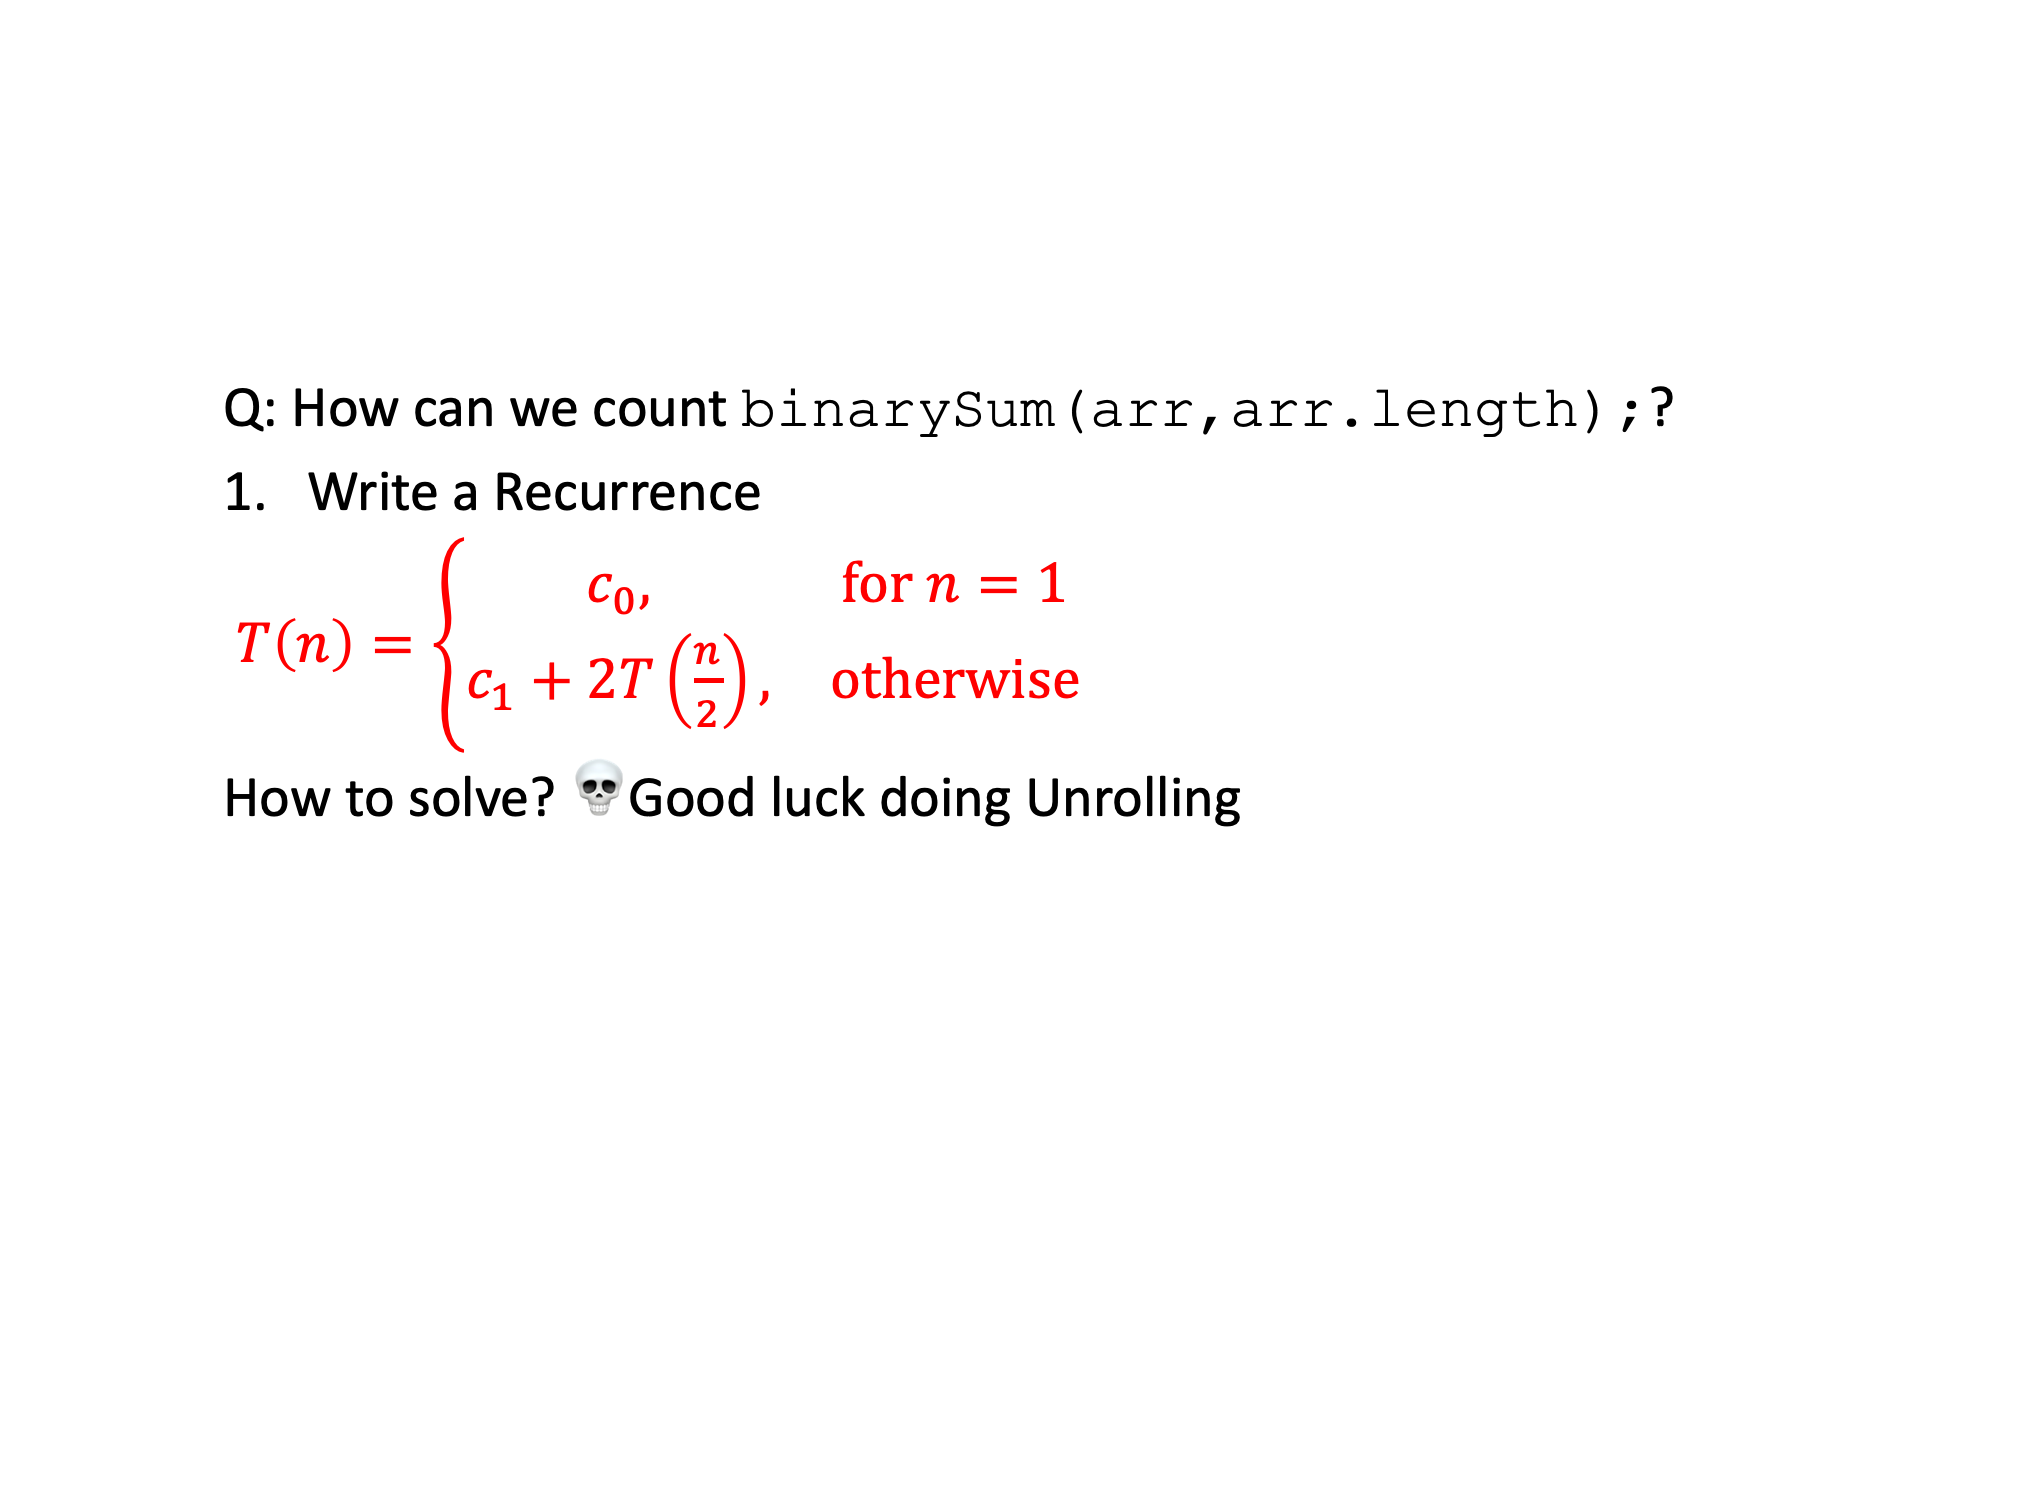 Q: How can we count binarySum(arr,arr.length);?
1. Write a Recurrence
T(n) = { c₀, for n = 1
c₁ + 2T(n/2), otherwise
How to solve? 💀Good luck doing Unrolling